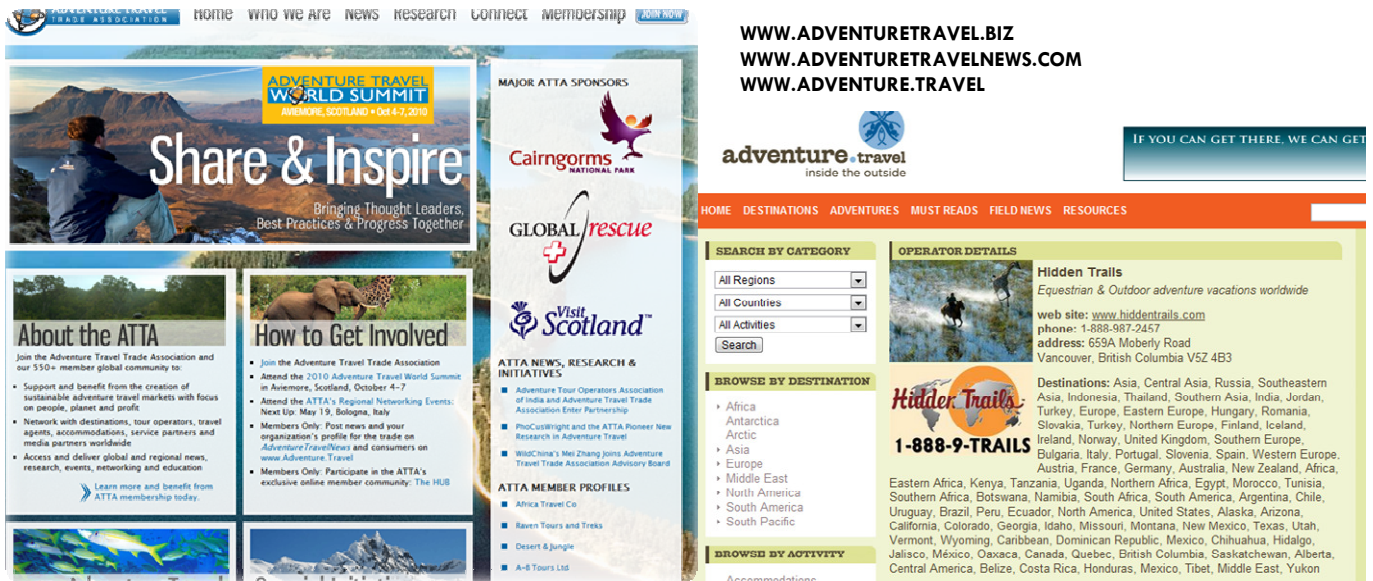 ADVENTURE TRAVEL
TRADE ASSOCIATION
Home Who We Are News Research Connect Membership JOIN NOW
ADVENTURE TRAVEL
WORLD SUMMIT
AVIEMORE, SCOTLAND • Oct 4-7, 2010
Share & Inspire
Bringing Thought Leaders,
Best Practices & Progress Together
About the ATTA
Join the Adventure Travel Trade Association and
our 550+ member global community to:
Support and benefit from the creation of
sustainable adventure travel markets with focus
on people, planet and profit
Network with destinations, tour operators, travel
agents, accommodations, service partners and
media partners worldwide
Access and deliver global and regional news,
research, events, networking and education
Learn more and benefit from
ATTA membership today.
How to Get Involved
Join the Adventure Travel Trade Association
Attend the 2010 Adventure Travel World Summit
in Aviemore, Scotland, October 4-7
Attend the ATTA's Regional Networking Events:
Next Up: May 19, Bologna, Italy
Members Only: Post news and your
organization's profile for the trade on
AdventureTravelNews and consumers on
www.Adventure.Travel
Members Only: Participate in the ATTA's
exclusive online member community: The HUB
MAJOR ATTA SPONSORS
Cairngorms
NATIONAL PARK
GLOBAL rescue
Visit
Scotland™
ATTA NEWS, RESEARCH &
INITIATIVES
Adventure Tour Operators Association
of India and Adventure Travel Trade
Association Enter Partnership
PhoCusWright and the ATTA Pioneer New
Research in Adventure Travel
WildChina's Mei Zhang Joins Adventure
Travel Trade Association Advisory Board
ATTA MEMBER PROFILES
Africa Travel Co
Raven Tours and Treks
Desert & Jungle
A-B Tours Ltd
WWW.ADVENTURETRAVEL.BIZ
WWW.ADVENTURETRAVELNEWS.COM
WWW.ADVENTURE.TRAVEL
adventure.travel
inside the outside
IF YOU CAN GET THERE, WE CAN GET
HOME DESTINATIONS ADVENTURES MUST READS FIELD NEWS RESOURCES
SEARCH BY CATEGORY
All Regions
All Countries
All Activities
Search
BROWSE BY DESTINATION
Africa
Antarctica
Arctic
Asia
Europe
Middle East
North America
South America
South Pacific
BROWSE BY ACTIVITY
Accommodations
OPERATOR DETAILS
Hidden Trails
1-888-9-TRAILS
Hidden Trails
Equestrian & Outdoor adventure vacations worldwide
web site: www.hiddentrails.com
phone: 1-888-987-2457
address: 659A Moberly Road
Vancouver, British Columbia V5Z 4B3
Destinations: Asia, Central Asia, Russia, Southeastern
Asia, Indonesia, Thailand, Southern Asia, India, Jordan,
Turkey, Europe, Eastern Europe, Hungary, Romania,
Slovakia, Turkey, Northern Europe, Finland, Iceland,
Ireland, Norway, United Kingdom, Southern Europe,
Bulgaria, Italy, Portugal, Slovenia, Spain, Western Europe,
Austria, France, Germany, Australia, New Zealand, Africa,
Eastern Africa, Kenya, Tanzania, Uganda, Northern Africa, Egypt, Morocco, Tunisia,
Southern Africa, Botswana, Namibia, South Africa, South America, Argentina, Chile,
Uruguay, Brazil, Peru, Ecuador, North America, United States, Alaska, Arizona,
California, Colorado, Georgia, Idaho, Missouri, Montana, New Mexico, Texas, Utah,
Vermont, Wyoming, Caribbean, Dominican Republic, Mexico, Chihuahua, Hidalgo,
Jalisco, México, Oaxaca, Canada, Quebec, British Columbia, Saskatchewan, Alberta,
Central America, Belize, Costa Rica, Honduras, Mexico, Tibet, Middle East, Yukon